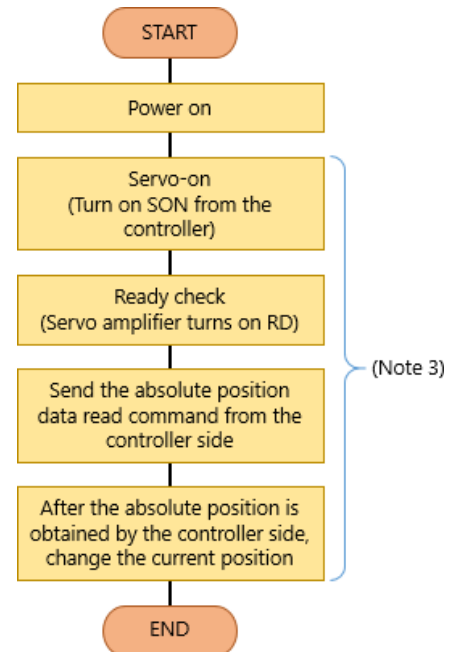 START
Power on
Servo-on
(Turn on SON from the
controller)
Ready check
(Servo amplifier turns on RD)
(Note 3)
Send the absolute position
data read command from the
controller side
After the absolute position is
obtained by the controller side,
change the current position
END